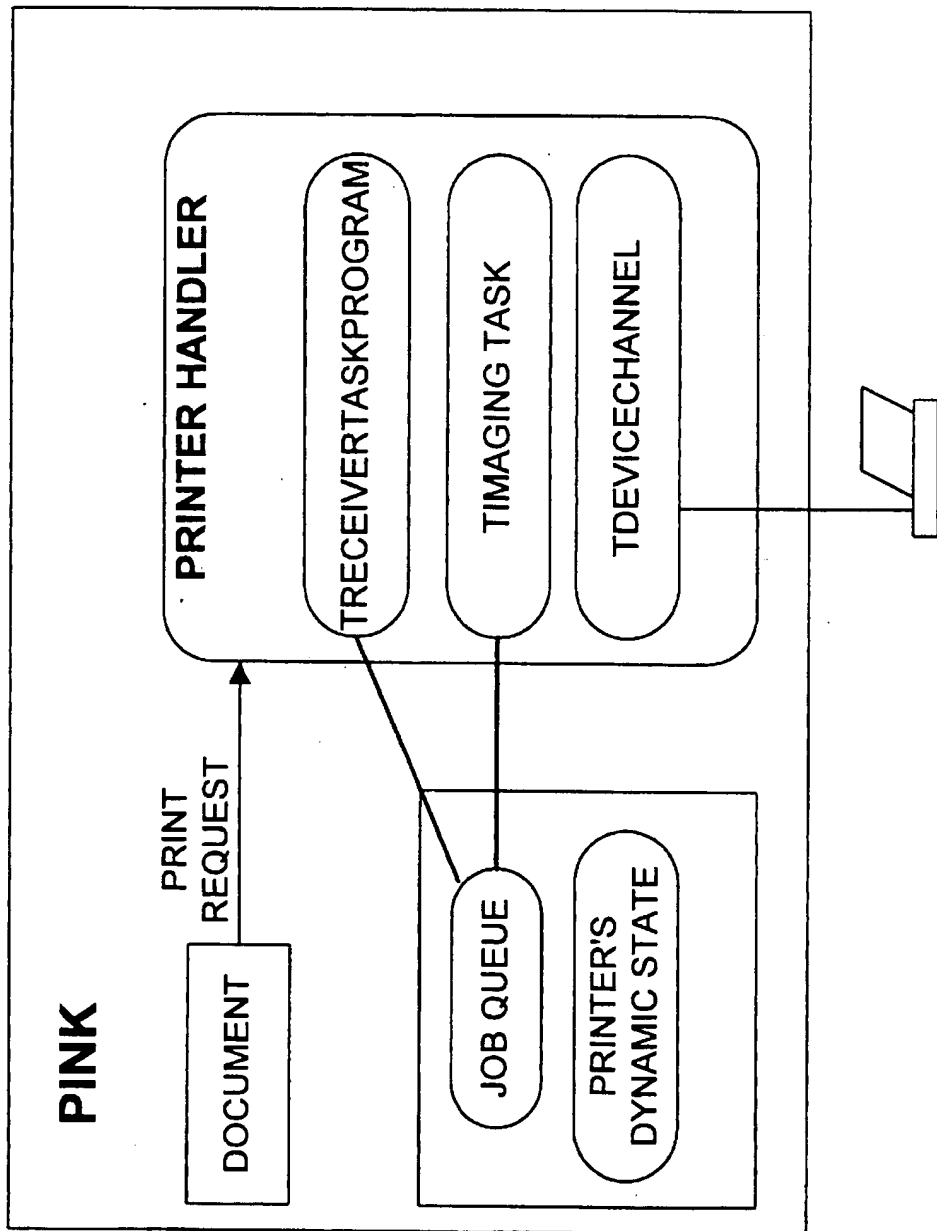 PINK
DOCUMENT
PRINT
REQUEST
PRINTER HANDLER
TRECEIVERTASKPROGRAM
TIMAGING TASK
TDEVICECHANNEL
JOB QUEUE
PRINTER'S
DYNAMIC STATE